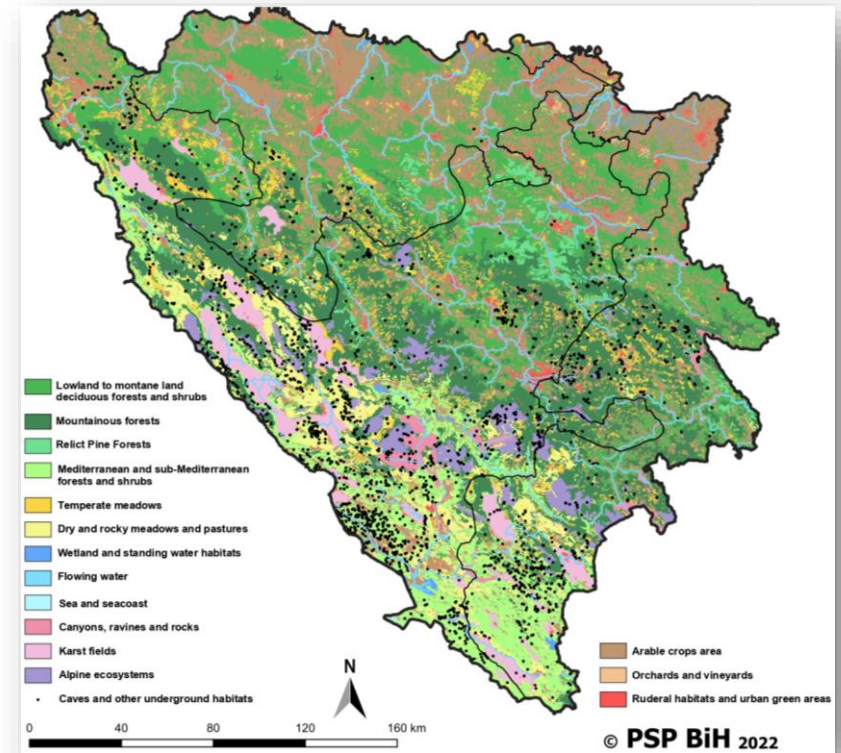 Lowland to montane land
deciduous forests and shrubs
Mountainous forests
Relict Pine Forests
Mediterranean and sub-Mediterranean
forests and shrubs
Temperate meadows
Dry and rocky meadows and pastures
Wetland and standing water habitats
Flowing water
Sea and seacoast
Canyons, ravines and rocks
Karst fields
Alpine ecosystems
Caves and other underground habitats
Arable crops area
Orchards and vineyards
Ruderal habitats and urban green areas
N
0 40 80 120 160 km
© PSP BiH 2022